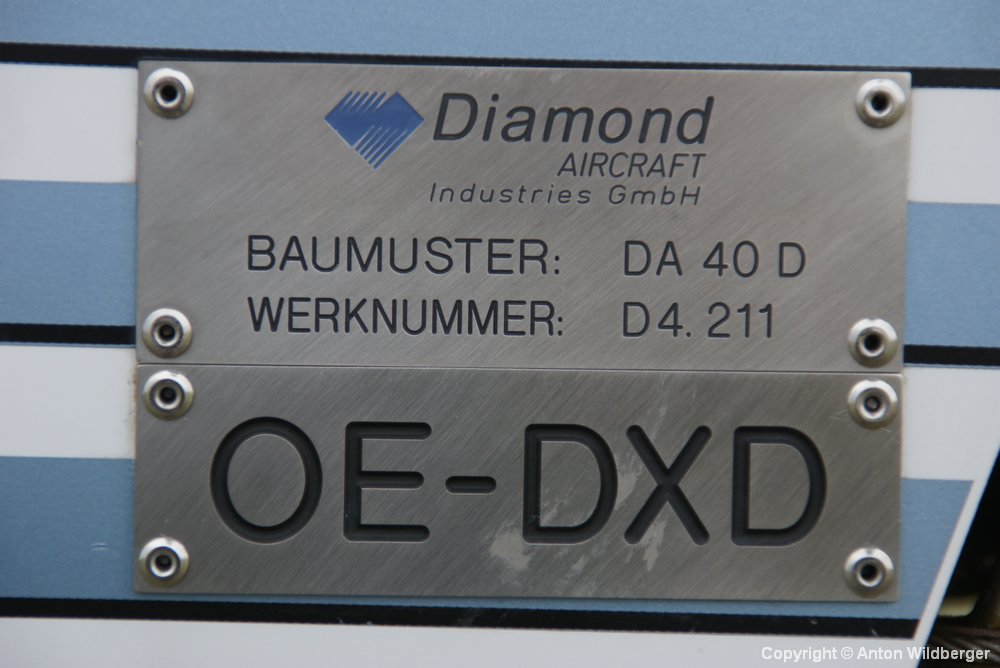 Diamond
AIRCRAFT
Industries GmbH
BAUMUSTER: DA 40 D
WERKNUMMER: D4. 211
OE-DXD
Copyright © Anton Wildberger